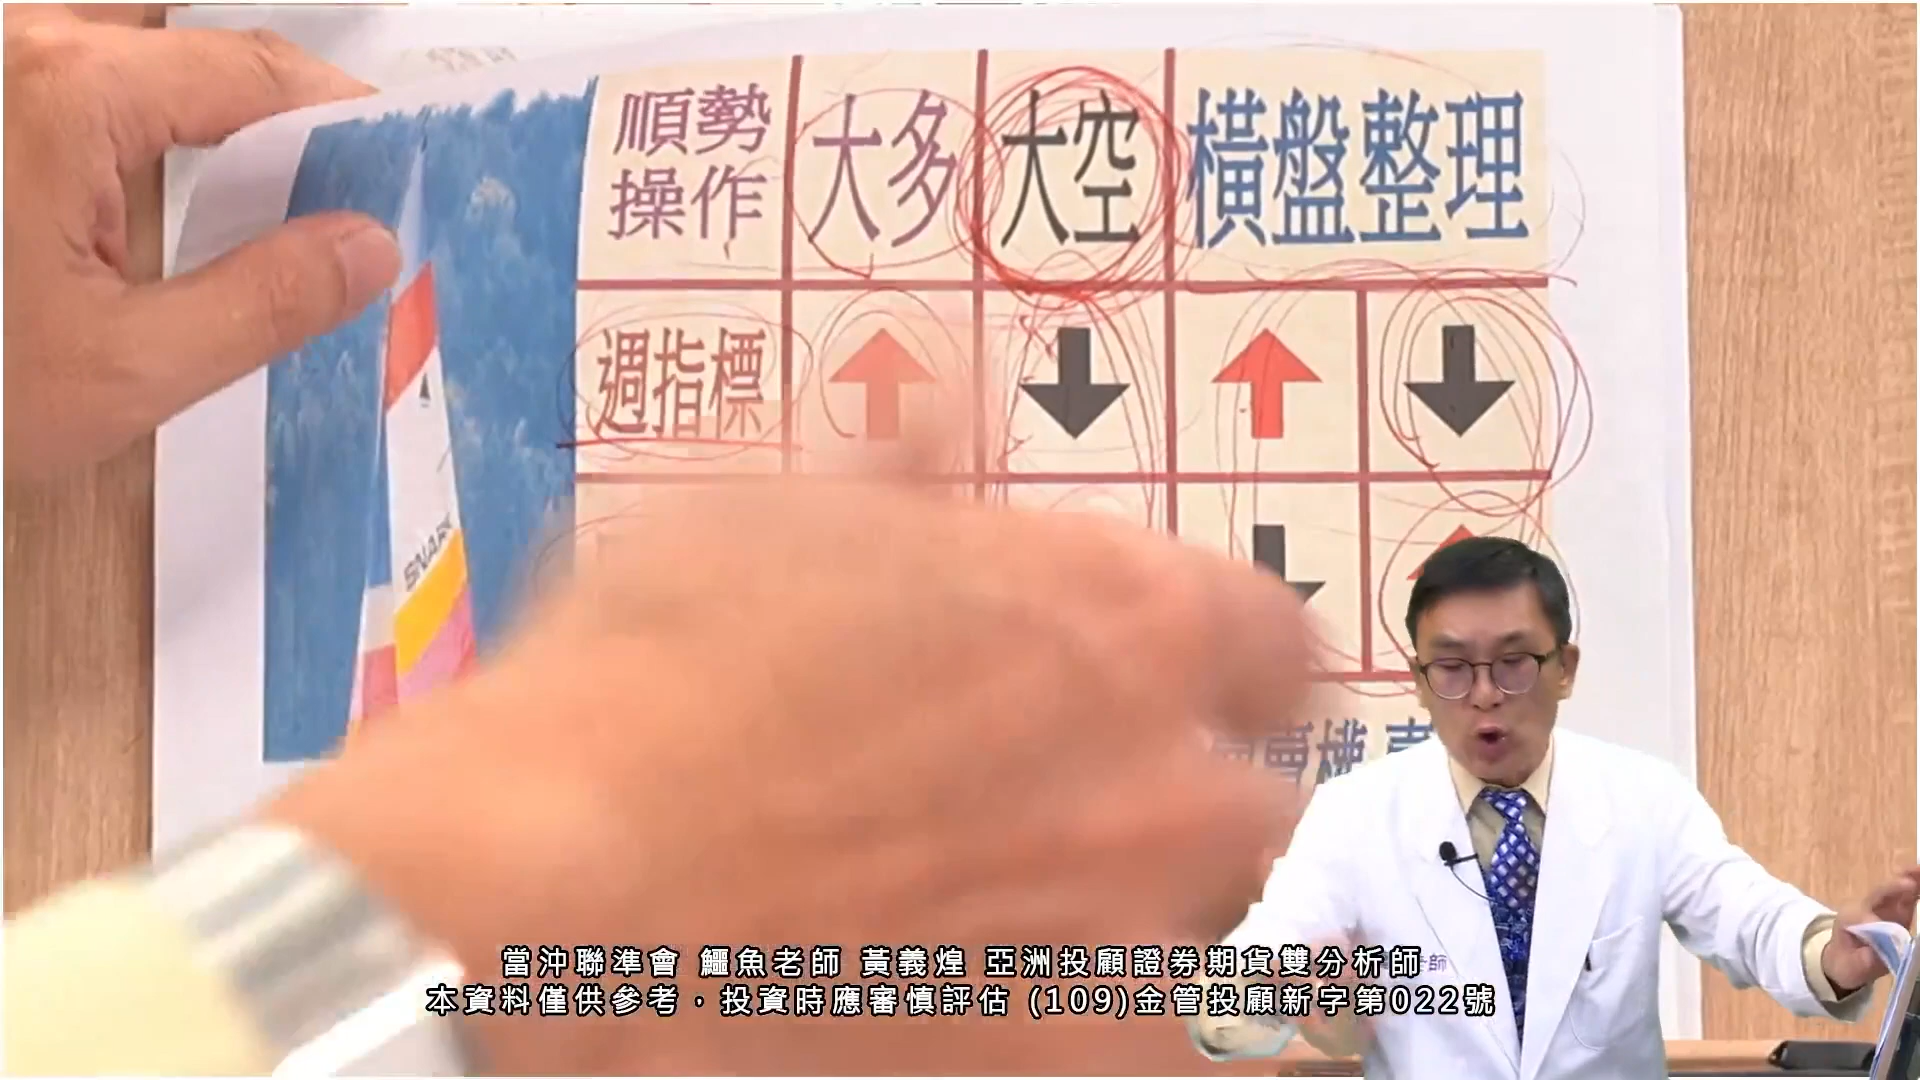 順勢
操作
大多
大空
橫盤整理
週指標
SNARK
當沖聯準會 鱷魚老師 黃義煌 亞洲投顧證券期貨雙分析師
本資料僅供參考，投資時應審慎評估 (109)金管投顧新字第022號